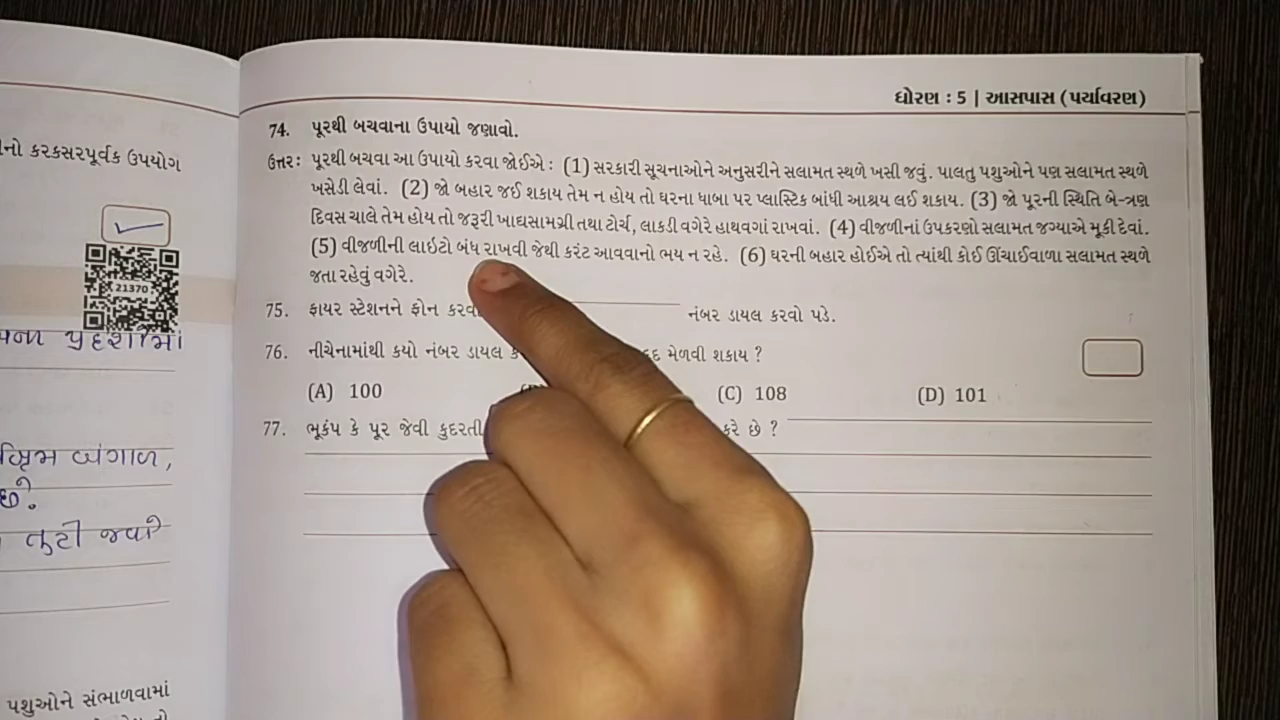 નો કરકસરપૂર્વક ઉપયોગ
21370
પ્રદેશોમાં
બંગાળ,
છે.
તુટી જવા
પશુઓને સંભાળવામાં
ધોરણ : 5 | આસપાસ (પર્યાવરણ)
74. પૂરથી બચવાના ઉપાયો જણાવો.
ઉત્તર: પૂરથી બચવા આ ઉપાયો કરવા જોઈએ : (1) સરકારી સૂચનાઓને અનુસરીને સલામત સ્થળે ખસી જવું. પાલતુ પશુઓને પણ સલામત સ્થળે
ખસેડી લેવાં. (2) જો બહાર જઈ શકાય તેમ ન હોય તો ઘરના ધાબા પર પ્લાસ્ટિક બાંધી આશ્રય લઈ શકાય. (3) જો પૂરની સ્થિતિ બે-ત્રણ
દિવસ ચાલે તેમ હોય તો જરૂરી ખાદ્યસામગ્રી તથા ટોર્ચ, લાકડી વગેરે હાથવગાં રાખવાં. (4) વીજળીનાં ઉપકરણો સલામત જગ્યાએ મૂકી દેવાં.
(5) વીજળીની લાઇટો બંધ રાખવી જેથી કરંટ આવવાનો ભય ન રહે. (6) ઘરની બહાર હોઈએ તો ત્યાંથી કોઈ ઊંચાઈવાળા સલામત સ્થળે
જતા રહેવું વગેરે.
75. ફાયર સ્ટેશનને ફોન નંબર ડાયલ કરવો પડે.
76. નીચેનામાંથી કયો નંબર ડાયલ મેળવી શકાય ?
(A) 100 (C) 108 (D) 101
77. ભૂકંપ કે પૂર જેવી કુદરતી કરે છે ?